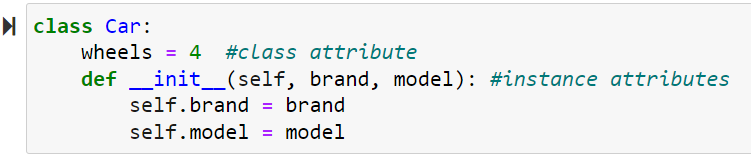 class Car:
    wheels = 4  #class attribute
    def __init__(self, brand, model): #instance attributes
        self.brand = brand
        self.model = model